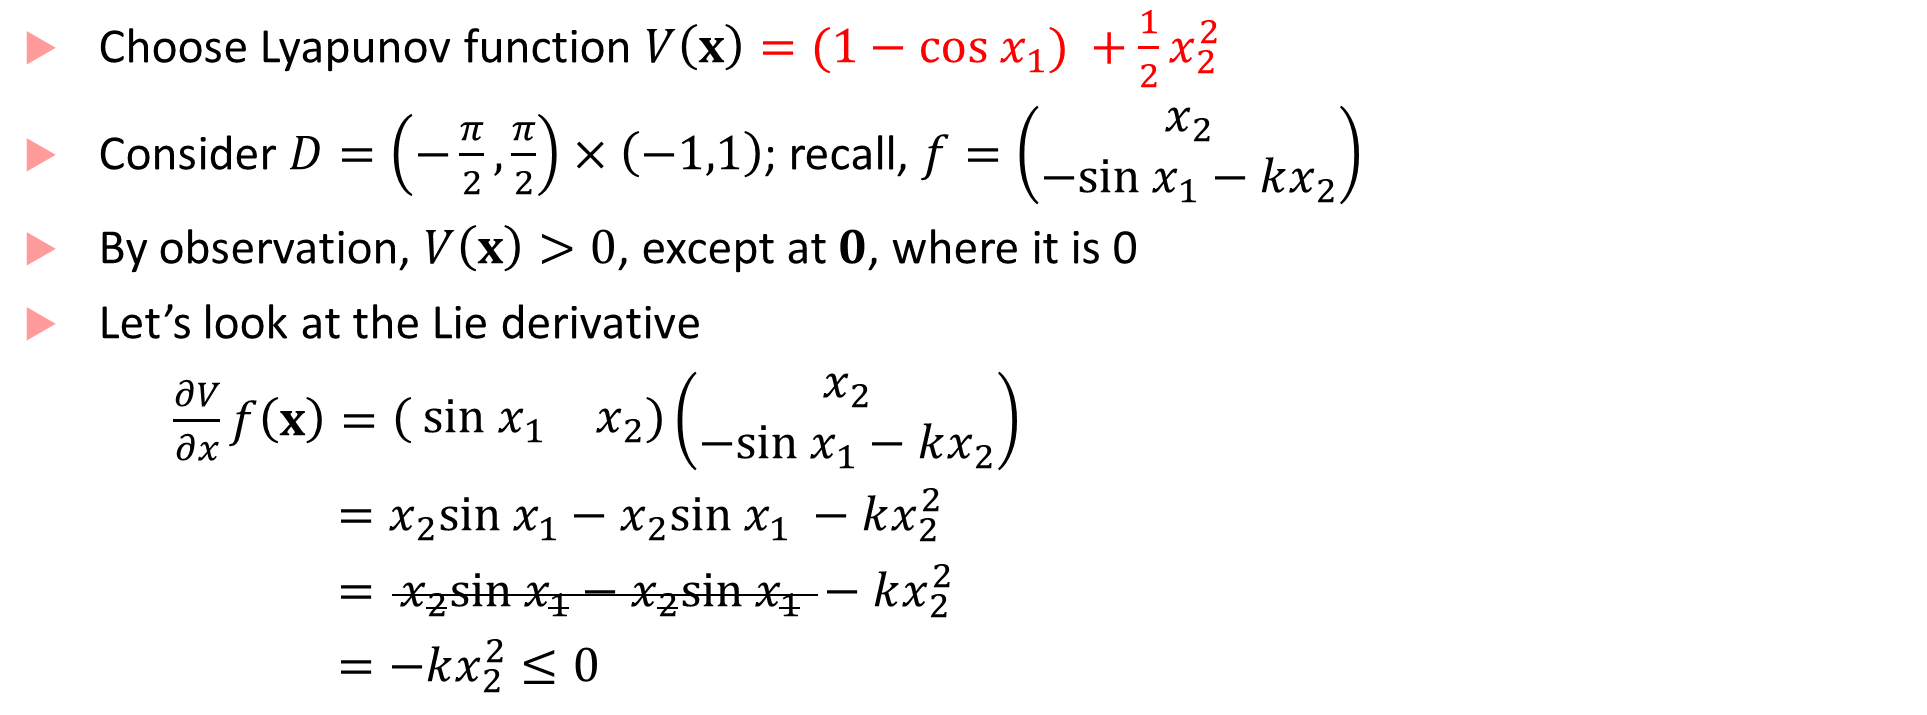 Choose Lyapunov function V(𝐱) = (1 − cos x₁) + ½ x₂²
Consider D = (−π/2, π/2) × (−1,1); recall, f = (x₂ ; −sin x₁ − kx₂)
By observation, V(𝐱) > 0, except at 𝟎, where it is 0
Let’s look at the Lie derivative
∂V/∂x f(𝐱) = ( sin x₁ x₂) (x₂ ; −sin x₁ − kx₂)
= x₂sin x₁ − x₂sin x₁ − kx₂²
= x₂sin x₁ − x₂sin x₁ − kx₂²
= −kx₂² ≤ 0